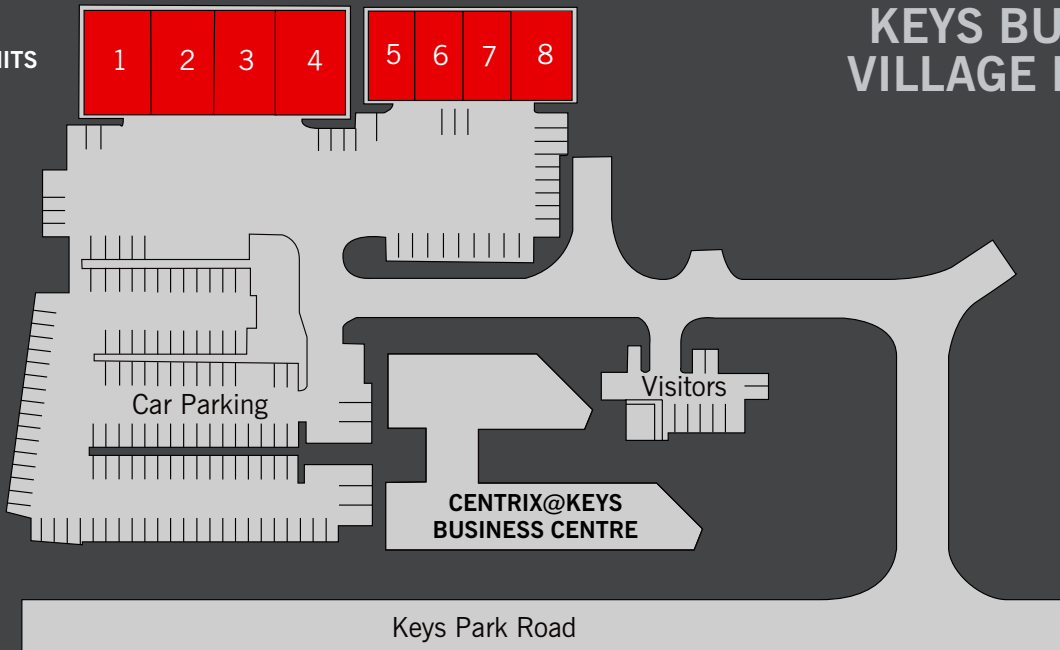 KEYS BU
VILLAGE
1 2 3 4 5 6 7 8
Car Parking
Visitors
CENTRIX@KEYS
BUSINESS CENTRE
Keys Park Road